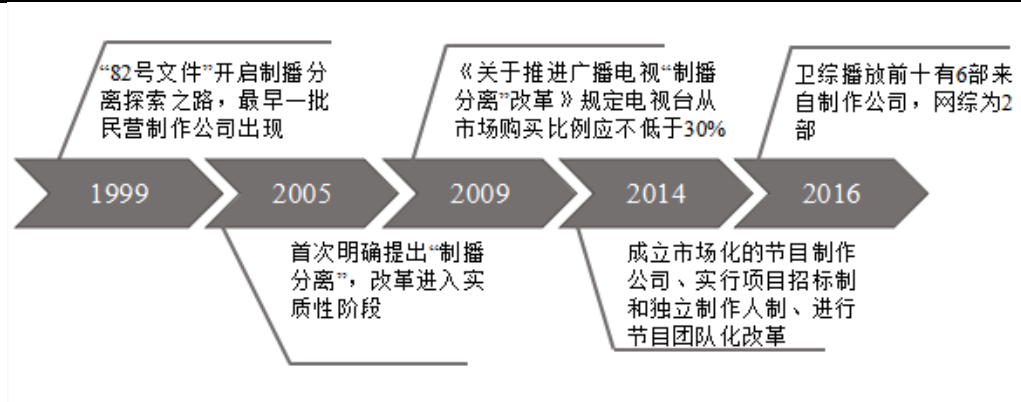 “82号文件”开启制播分
离探索之路，最早一批
民营制作公司出现
《关于推进广播电视“制播
分离”改革》规定电视台从
市场购买比例应不低于30%
卫综播放前十有6部来
自制作公司，网综为2
部
1999
2005
2009
2014
2016
首次明确提出“制播
分离”，改革进入实
质性阶段
成立市场化的节目制作
公司、实行项目招标制
和独立制作人制、进行
节目团队化改革